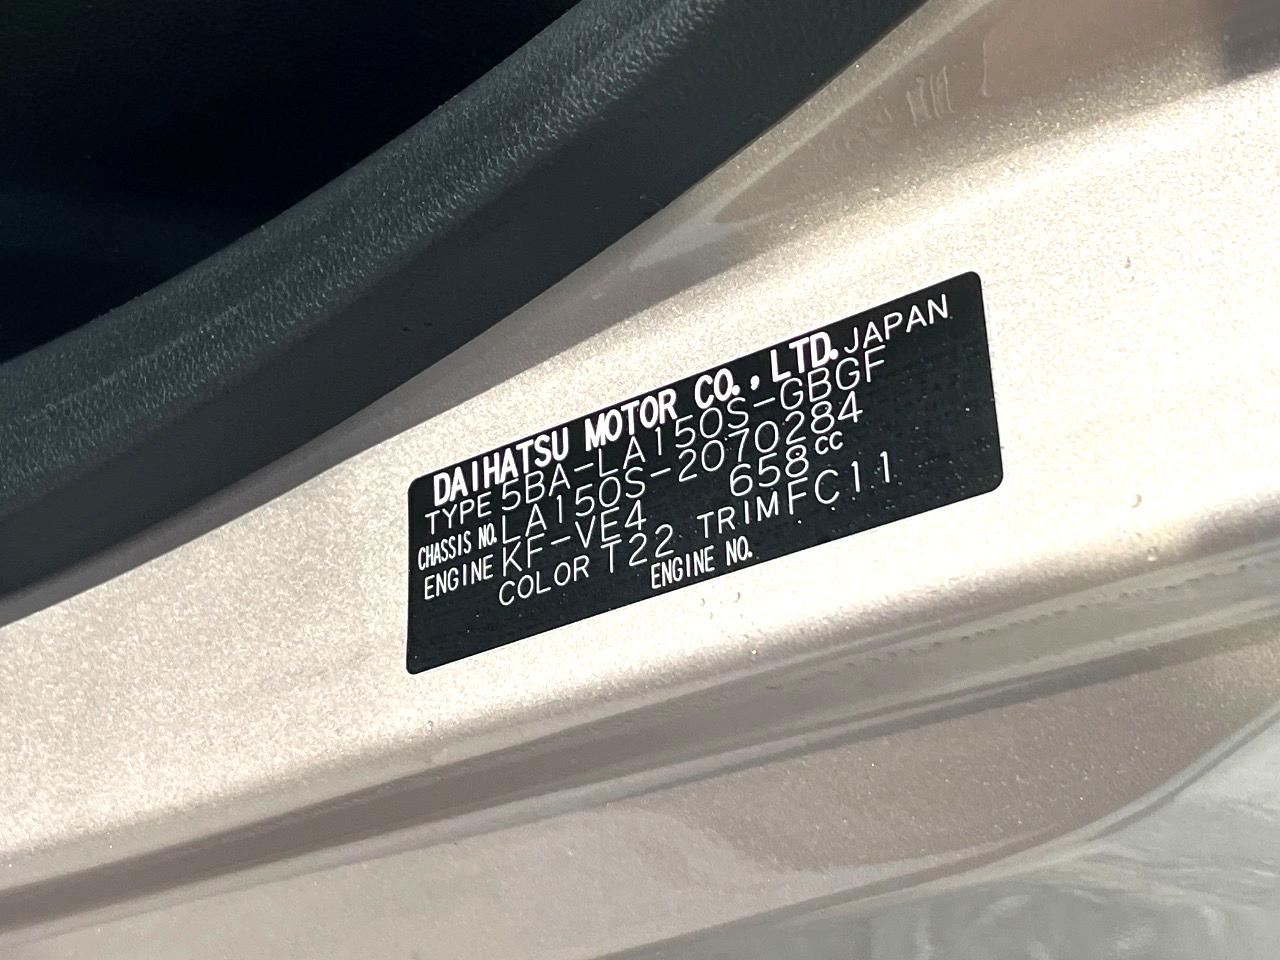 DAIHATSU MOTOR CO., LTD. JAPAN
TYPE 5BA-LA150S-GBGF
CHASSIS NO. LA150S-2070284
ENGINE KF-VE4 658cc
COLOR T22 TRIM FC11
ENGINE NO.